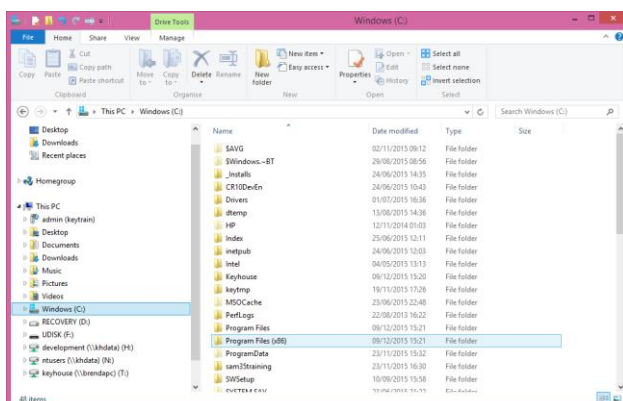 Drive Tools
Windows (C:)
File Home Share View Manage
Copy
Paste
Cut
Copy path
Paste shortcut
Clipboard
Move to
Copy to
Delete
Rename
Organise
New folder
New item
Easy access
New
Properties
Open
Edit
History
Open
Select all
Select none
Invert selection
Select
This PC Windows (C:)
Search Windows (C:)
Desktop
Downloads
Recent places
Homegroup
This PC
admin (keytrain)
Desktop
Documents
Downloads
Music
Pictures
Videos
Windows (C:)
RECOVERY (D:)
UDISK (F:)
development (\\khdata) (H:)
ntusers (\\khdata) (N:)
keyhouse (\\brendapc) (T:)
Name Date modified Type Size
$AVG 02/11/2015 09:12 File folder
$Windows.~BT 29/08/2015 08:56 File folder
_Installs 24/06/2015 14:35 File folder
CR10DevEn 24/06/2015 10:43 File folder
Drivers 01/07/2015 16:36 File folder
dtemp 13/08/2015 14:36 File folder
HP 12/11/2014 01:03 File folder
Index 25/06/2015 12:11 File folder
inetpub 24/06/2015 12:03 File folder
Intel 04/05/2015 13:13 File folder
Keyhouse 09/12/2015 15:20 File folder
keytmp 19/11/2015 17:26 File folder
MSOCache 23/06/2015 22:48 File folder
PerfLogs 22/08/2013 16:22 File folder
Program Files 09/12/2015 15:21 File folder
Program Files (x86) 09/12/2015 15:21 File folder
ProgramData 23/11/2015 15:32 File folder
sam35training 23/11/2015 16:30 File folder
SWSetup 10/09/2015 15:58 File folder
SYSTEM.SAV File folder
40 items